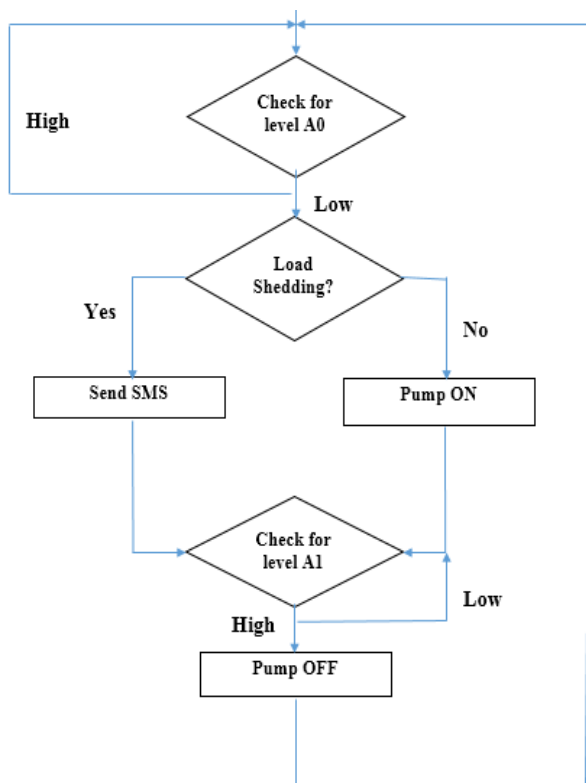 Check for
level A0
High
Low
Load
Shedding?
Yes
No
Send SMS
Pump ON
Check for
level A1
Low
High
Pump OFF